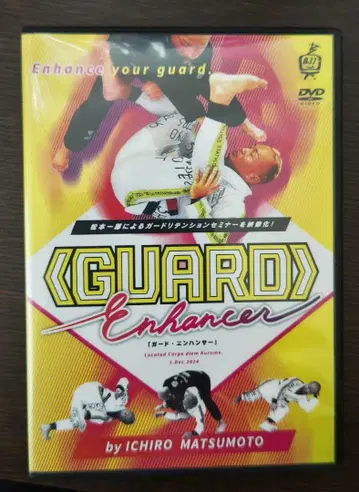 Enhance your guard.
BJJ
DVD
VIDEO
松本一郎によるガードリテンションセミナーを映像化！
GUARD
Enhancer
「ガード・エンハンサー」
Located Carpe diem Kurume
1.Dec.2024
by ICHIRO MATSUMOTO